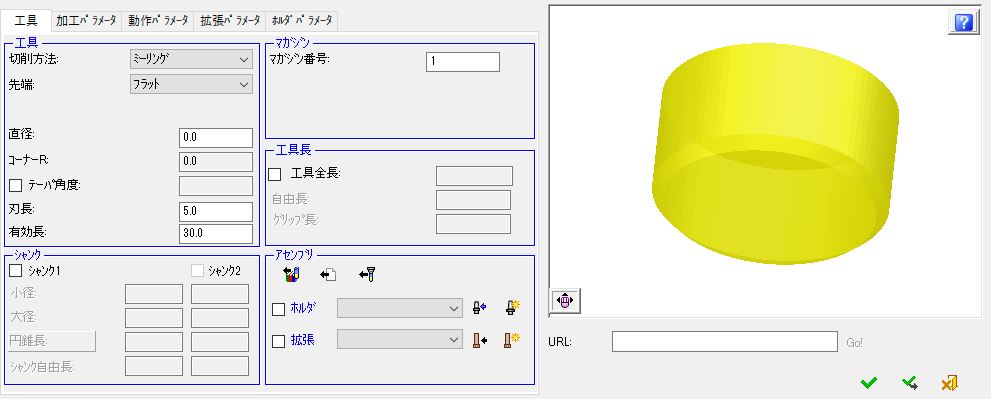 工具 加工ﾊﾟﾗﾒｰﾀ 動作ﾊﾟﾗﾒｰﾀ 拡張ﾊﾟﾗﾒｰﾀ ﾎﾙﾀﾞﾊﾟﾗﾒｰﾀ
工具
切削方法: ﾐｰﾘﾝｸﾞ
先端: ﾌﾗｯﾄ
直径: 0.0
ｺｰﾅｰR: 0.0
ﾃｰﾊﾟ角度:
刃長: 5.0
有効長: 30.0
ﾏｶﾞｼﾞﾝ
ﾏｶﾞｼﾞﾝ番号: 1
工具長
工具全長:
自由長:
ｸﾞﾘｯﾌﾟ長:
ｼｬﾝｸ
ｼｬﾝｸ1 ｼｬﾝｸ2
小径:
大径:
円錐長:
ｼｬﾝｸ自由長:
ｱｾﾝﾌﾞﾘ
ﾎﾙﾀﾞ
拡張
?
URL: Go!